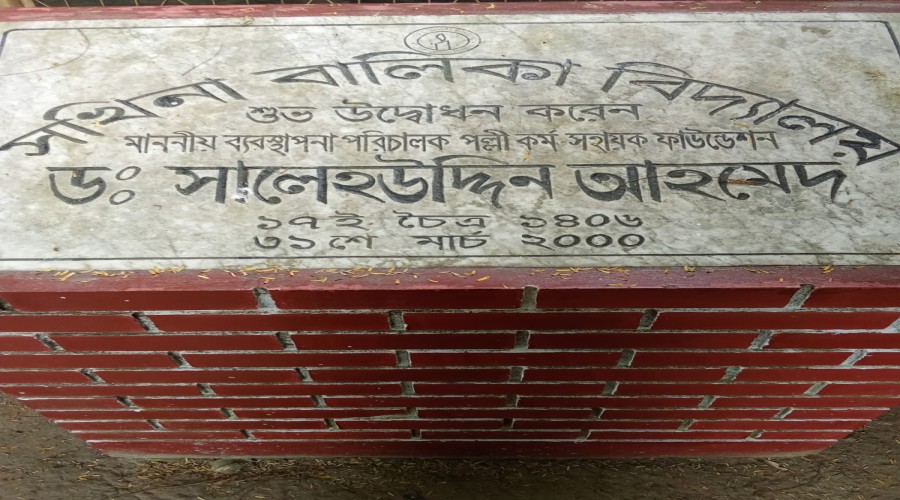 সখিনা বালিকা বিদ্যালয়
শুভ উদ্বোধন করেন
মাননীয় ব্যবস্থাপনা পরিচালক পল্লী কর্ম সহায়ক ফাউন্ডেশন
ডঃ সালেহউদ্দিন আহমেদ
১৭ই চৈত্র ১৪০৬
৩১শে মার্চ ২০০০